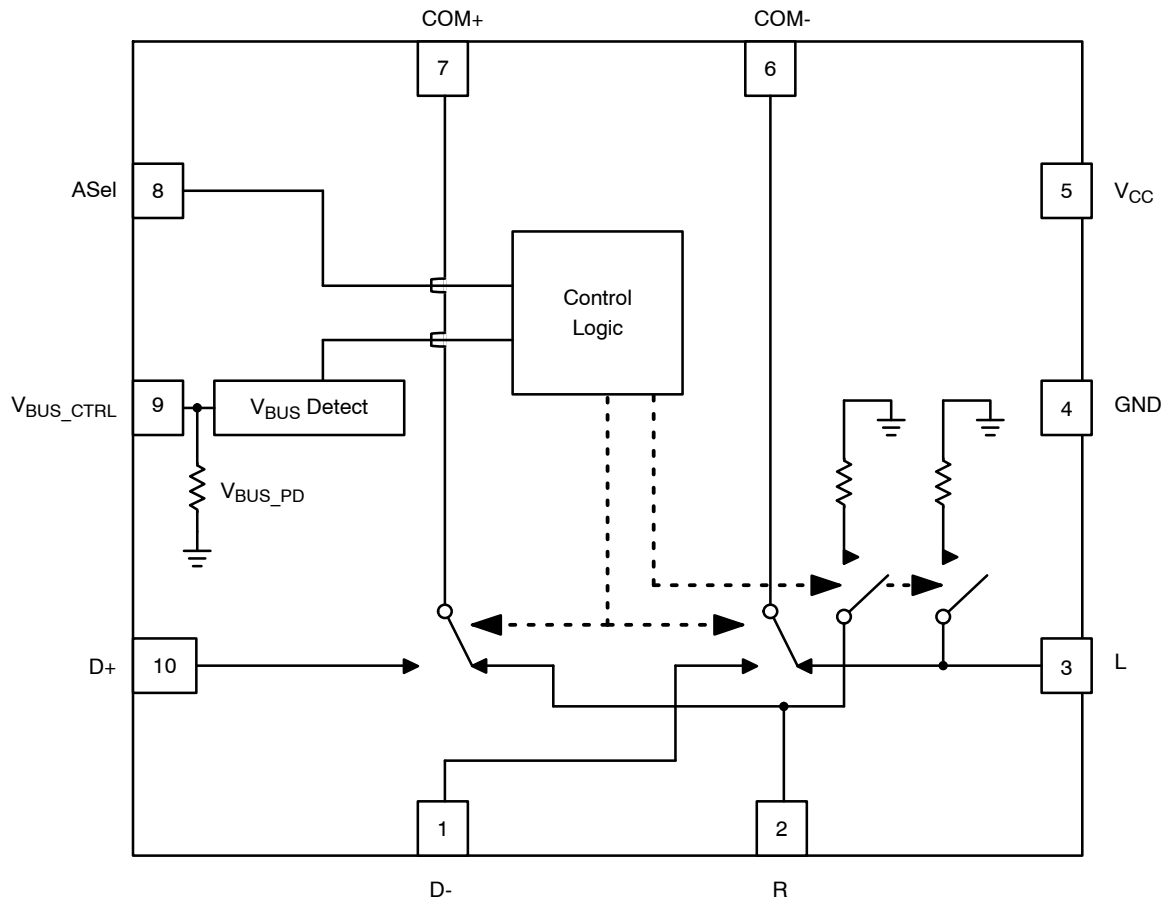 COM+ COM-
7 6
ASel 8 5 VCC
Control
Logic
VBUS_CTRL 9 VBUS Detect 4 GND
VBUS_PD
D+ 10 3 L
1 2
D- R